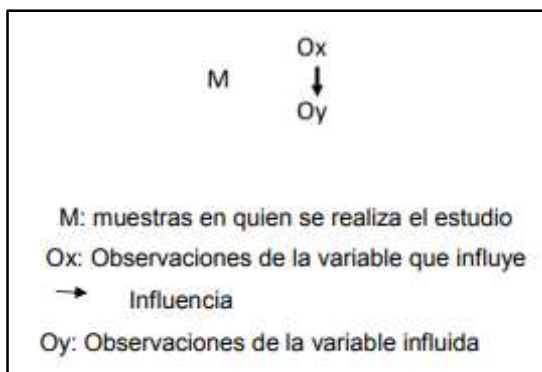 Ox
M
Oy
M: muestras en quien se realiza el estudio
Ox: Observaciones de la variable que influye
Influencia
Oy: Observaciones de la variable influida